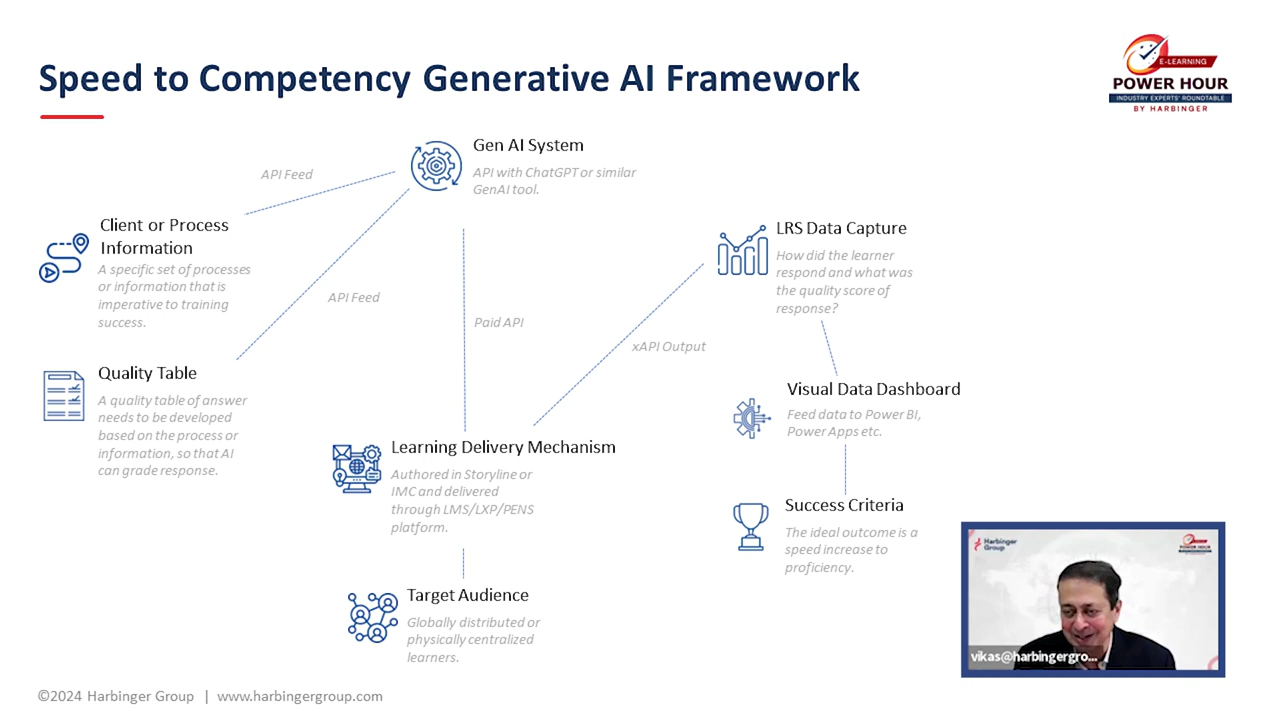 Speed to Competency Generative AI Framework
E-LEARNING
POWER HOUR
INDUSTRY EXPERTS' ROUNDTABLE
BY HARBINGER
Gen AI System
API with ChatGPT or similar
GenAI tool.
API Feed
Client or Process
Information
A specific set of processes
or information that is
imperative to training
success.
API Feed
Quality Table
A quality table of answer
needs to be developed
based on the process or
information, so that AI
can grade response.
Paid API
Learning Delivery Mechanism
Authored in Storyline or
IMC and delivered
through LMS/LXP/PENS
platform.
Target Audience
Globally distributed or
physically centralized
learners.
xAPI Output
LRS Data Capture
How did the learner
respond and what was
the quality score of
response?
Visual Data Dashboard
Feed data to Power BI,
Power Apps etc.
Success Criteria
The ideal outcome is a
speed increase to
proficiency.
Harbinger
Group
POWER HOUR
vikas@harbingergro...
©2024 Harbinger Group | www.harbingergroup.com